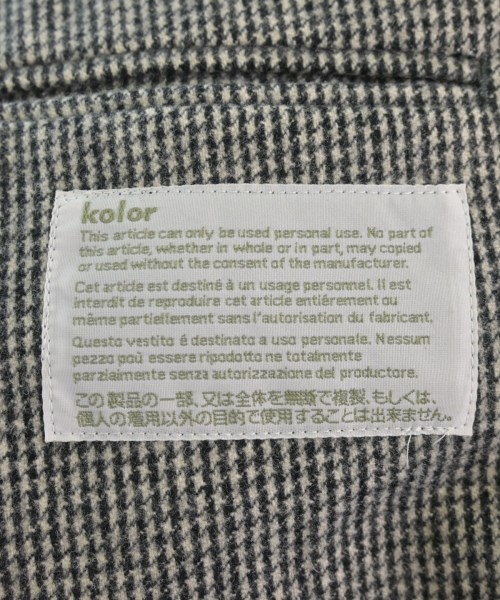 kolor
This article can only be used personal use. No part of
this article, whether in whole or in part, may copied
or used without the consent of the manufacturer.
Cet article est destiné à un usage personnel. Il est
interdit de reproduire cet article entiérement ou
même partiellement sans l'autorisation du fabricant.
Questo vestito é destinato a uso personale. Nessum
pezzo può essere ripodotto ne totalmente
parzialmente senza autorizzazione del produttore.
この製品の一部、又は全体を無断で複製、もしくは、
個人の着用以外の目的で使用することは出来ません。